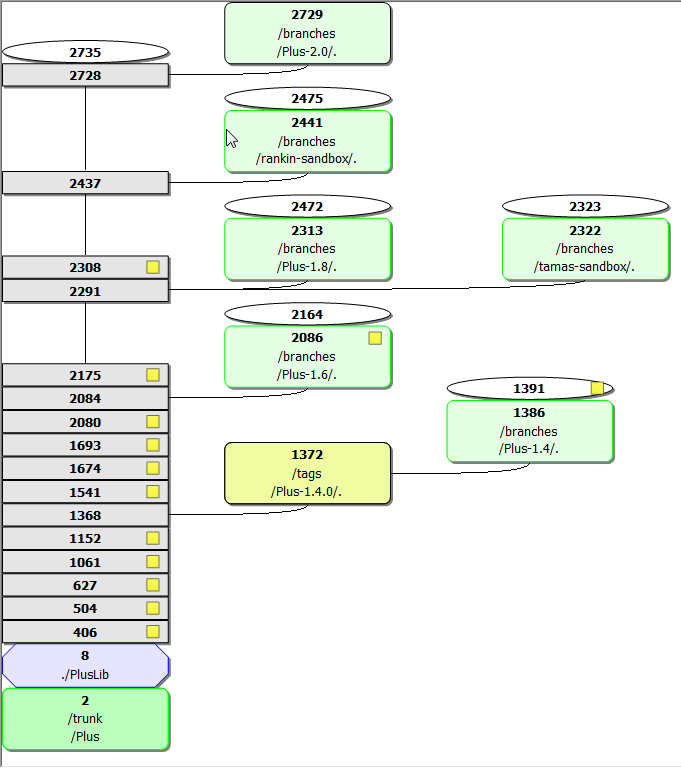 2729
/branches
/Plus-2.0/.
2735
2728
2475
2441
/branches
/rankin-sandbox/.
2437
2472
2313
/branches
/Plus-1.8/.
2323
2322
/branches
/tamas-sandbox/.
2308
2291
2164
2086
/branches
/Plus-1.6/.
2175
2084
2080
1693
1674
1541
1368
1152
1061
627
504
406
1391
1386
/branches
/Plus-1.4/.
1372
/tags
/Plus-1.4.0/.
8
./PlusLib
2
/trunk
/Plus